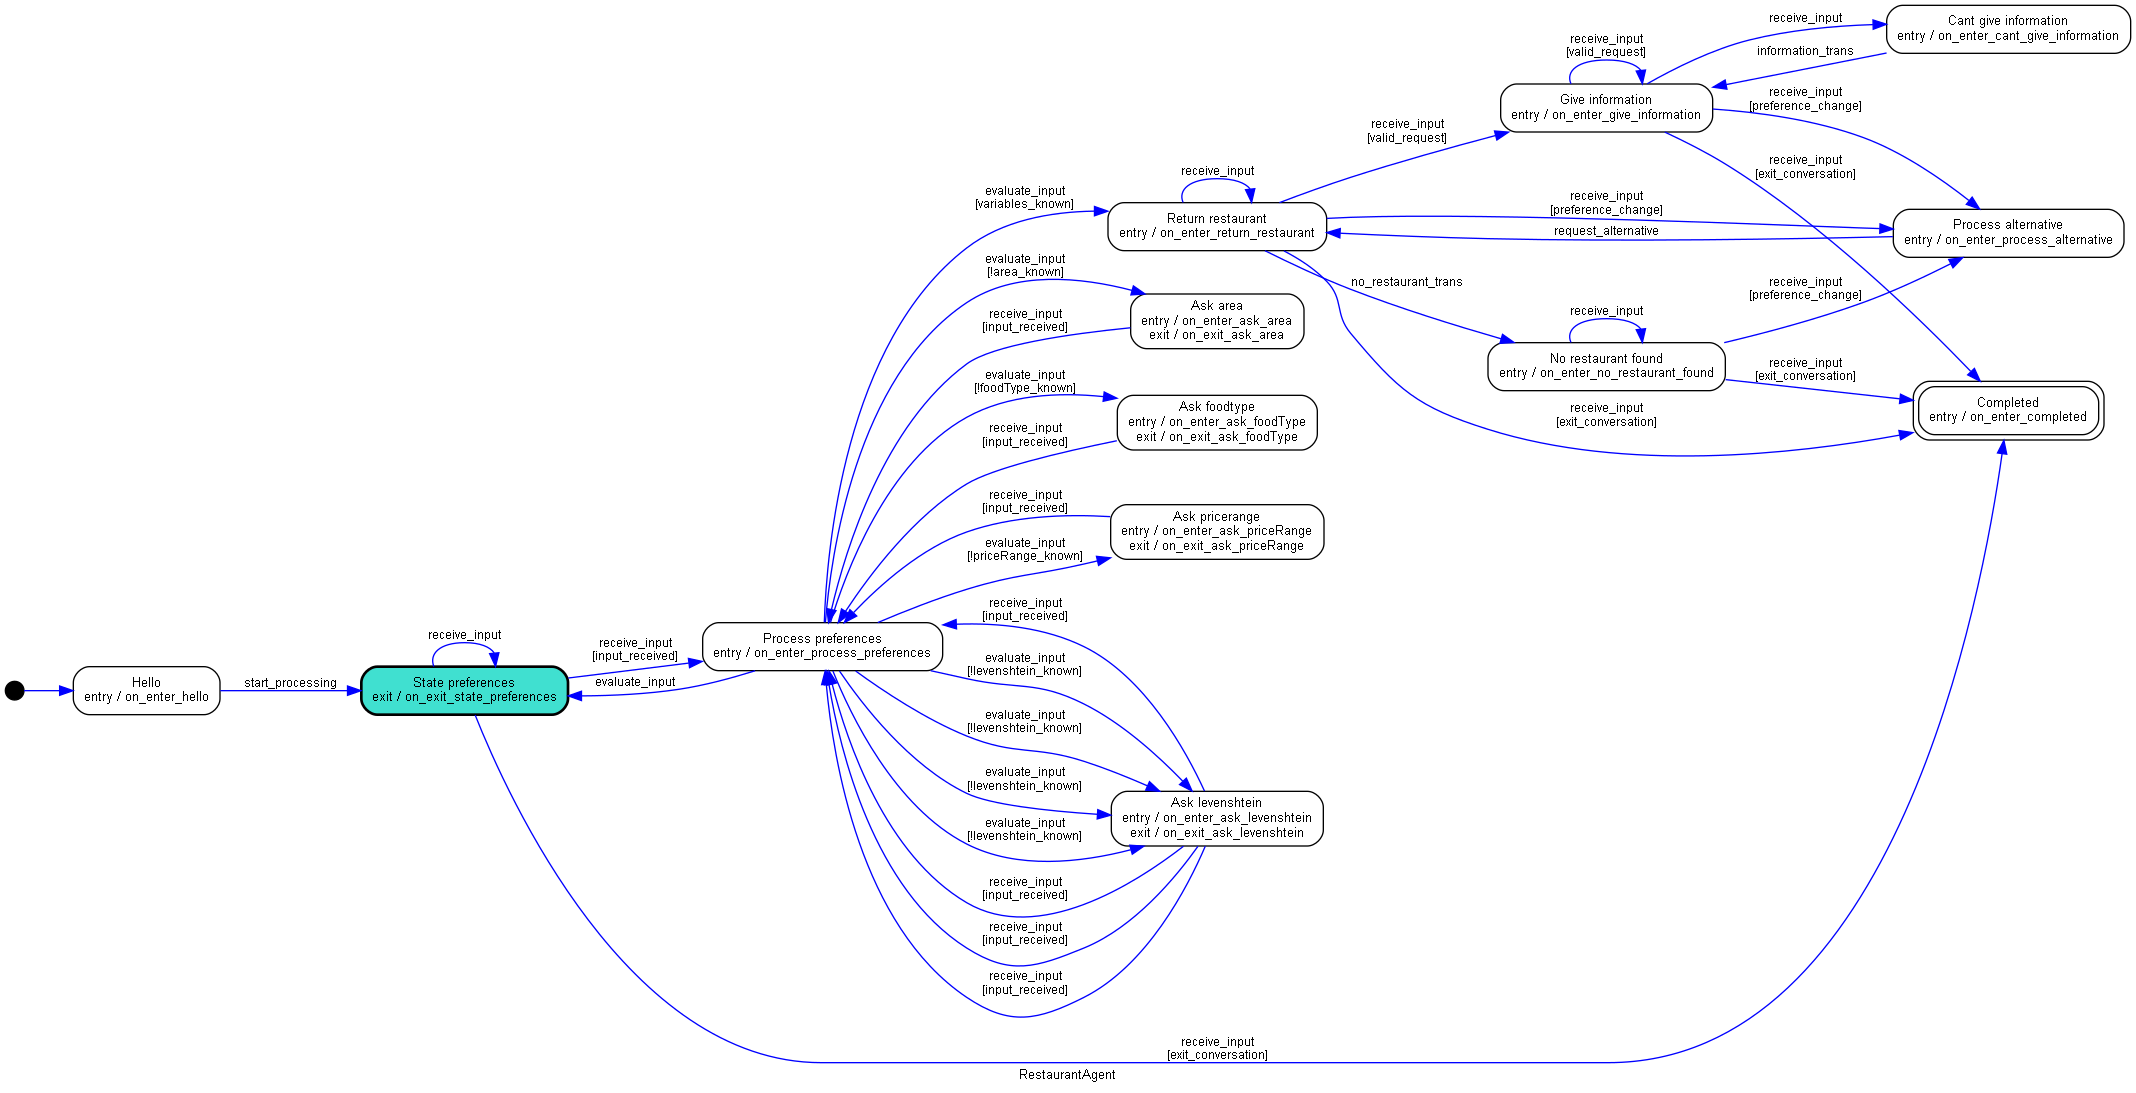 receive_input
Cant give information
entry / on_enter_cant_give_information
receive_input
[valid_request]
information_trans
Give information
entry / on_enter_give_information
receive_input
[preference_change]
receive_input
[valid_request]
receive_input
[exit_conversation]
receive_input
evaluate_input
[variables_known]
receive_input
[preference_change]
Return restaurant
entry / on_enter_return_restaurant
Process alternative
entry / on_enter_process_alternative
request_alternative
evaluate_input
[!area_known]
no_restaurant_trans
receive_input
[preference_change]
Ask area
entry / on_enter_ask_area
exit / on_exit_ask_area
receive_input
[input_received]
receive_input
No restaurant found
entry / on_enter_no_restaurant_found
receive_input
[exit_conversation]
evaluate_input
[!foodType_known]
Completed
entry / on_enter_completed
Ask foodtype
entry / on_enter_ask_foodType
exit / on_exit_ask_foodType
receive_input
[exit_conversation]
receive_input
[input_received]
receive_input
[input_received]
Ask pricerange
entry / on_enter_ask_priceRange
exit / on_exit_ask_priceRange
evaluate_input
[!priceRange_known]
receive_input
[input_received]
Process preferences
entry / on_enter_process_preferences
receive_input
receive_input
[input_received]
evaluate_input
[!levenshtein_known]
Hello
entry / on_enter_hello
start_processing
State preferences
exit / on_exit_state_preferences
evaluate_input
evaluate_input
[!levenshtein_known]
evaluate_input
[!levenshtein_known]
evaluate_input
[!levenshtein_known]
Ask levenshtein
entry / on_enter_ask_levenshtein
exit / on_exit_ask_levenshtein
receive_input
[input_received]
receive_input
[input_received]
receive_input
[input_received]
receive_input
[exit_conversation]
RestaurantAgent